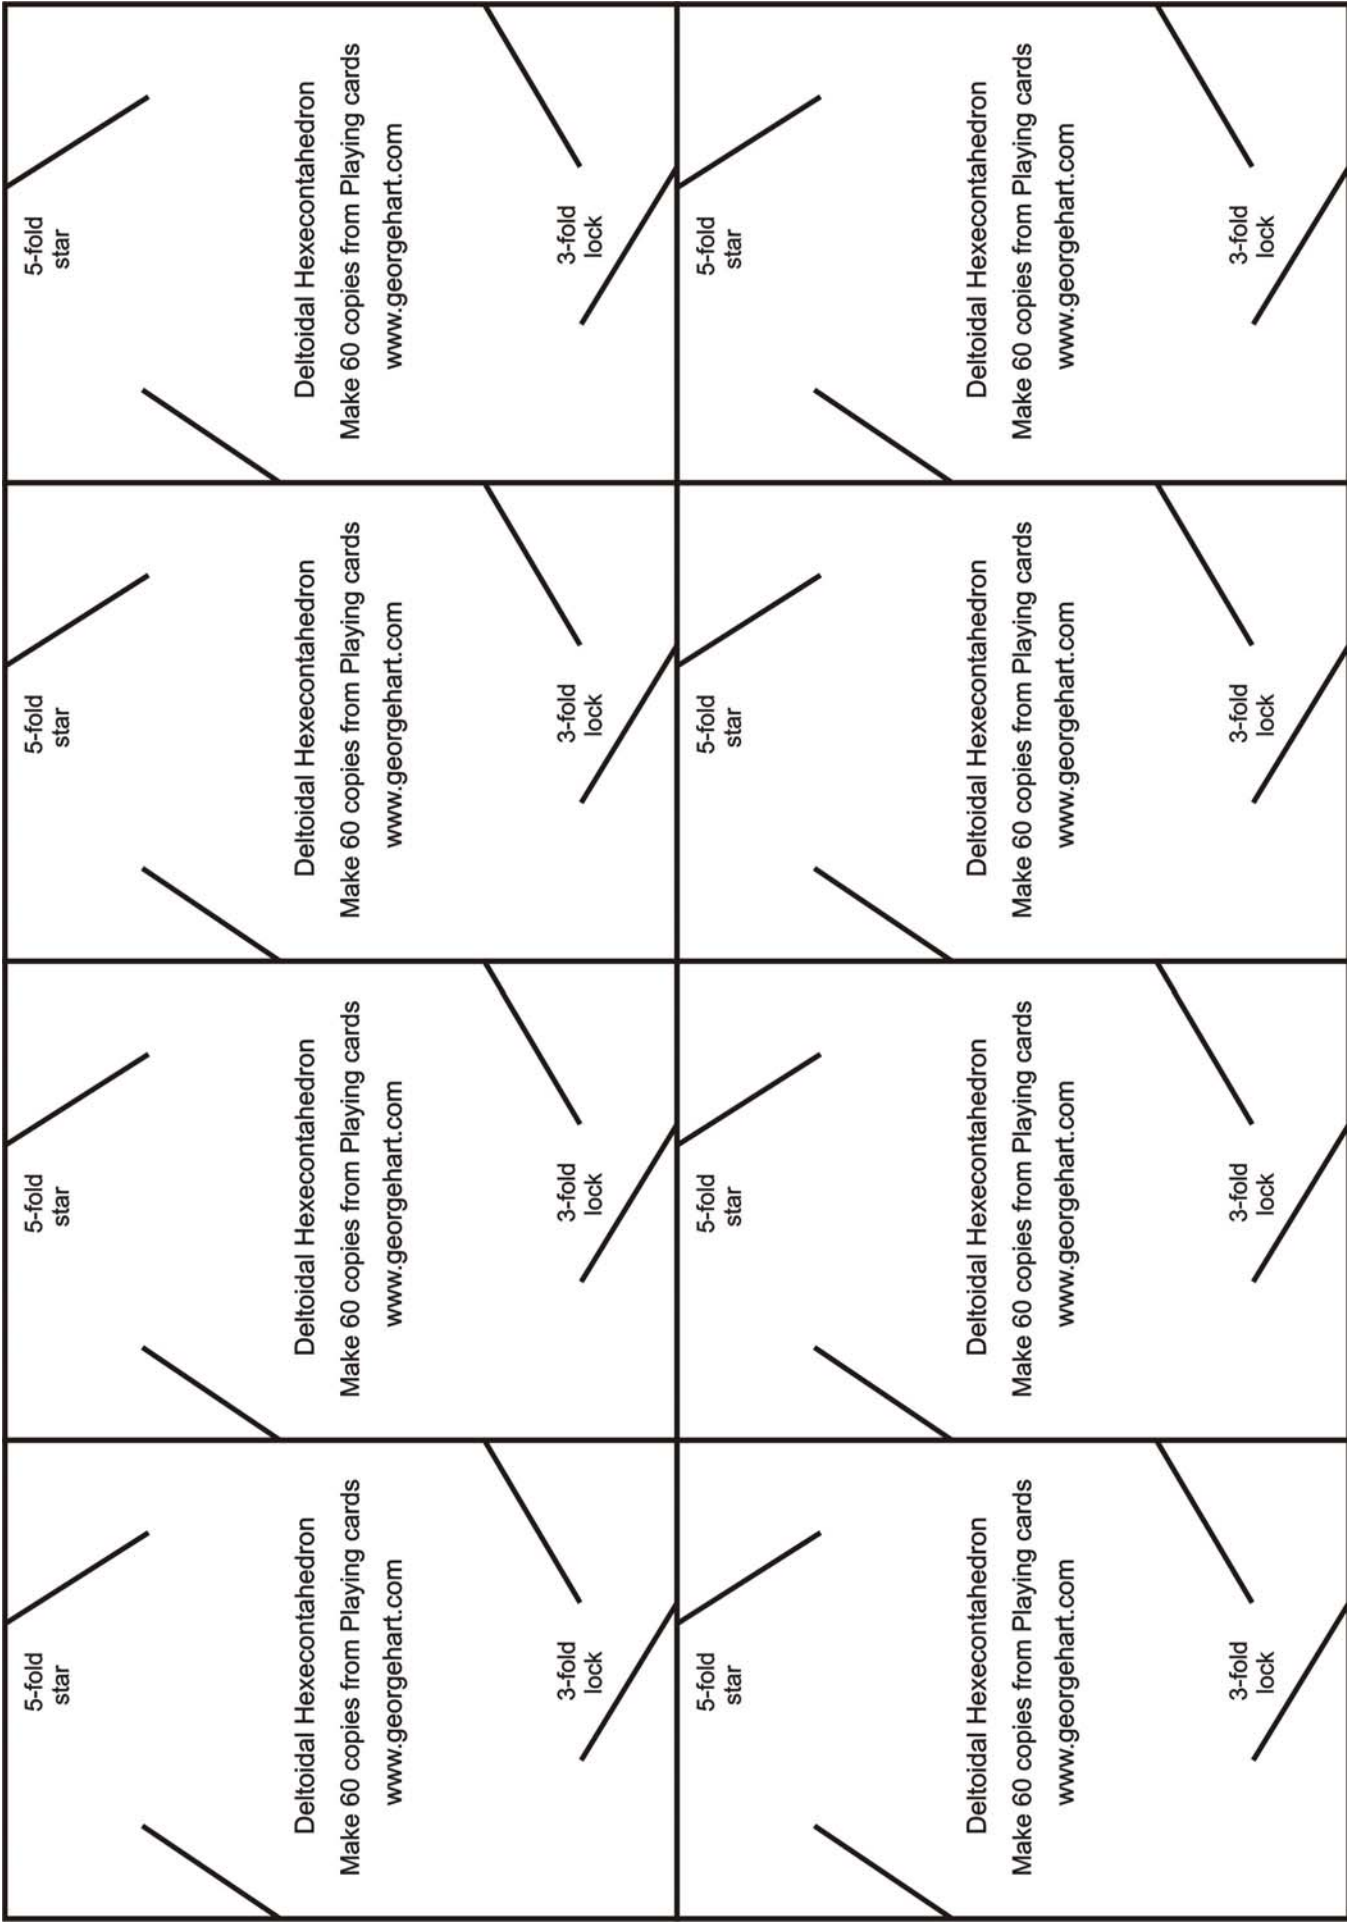 5-fold
star
Deltoidal Hexecontahedron
Make 60 copies from Playing cards
www.georgehart.com
3-fold
lock
5-fold
star
Deltoidal Hexecontahedron
Make 60 copies from Playing cards
www.georgehart.com
3-fold
lock
5-fold
star
Deltoidal Hexecontahedron
Make 60 copies from Playing cards
www.georgehart.com
3-fold
lock
5-fold
star
Deltoidal Hexecontahedron
Make 60 copies from Playing cards
www.georgehart.com
3-fold
lock
5-fold
star
Deltoidal Hexecontahedron
Make 60 copies from Playing cards
www.georgehart.com
3-fold
lock
5-fold
star
Deltoidal Hexecontahedron
Make 60 copies from Playing cards
www.georgehart.com
3-fold
lock
5-fold
star
Deltoidal Hexecontahedron
Make 60 copies from Playing cards
www.georgehart.com
3-fold
lock
5-fold
star
Deltoidal Hexecontahedron
Make 60 copies from Playing cards
www.georgehart.com
3-fold
lock